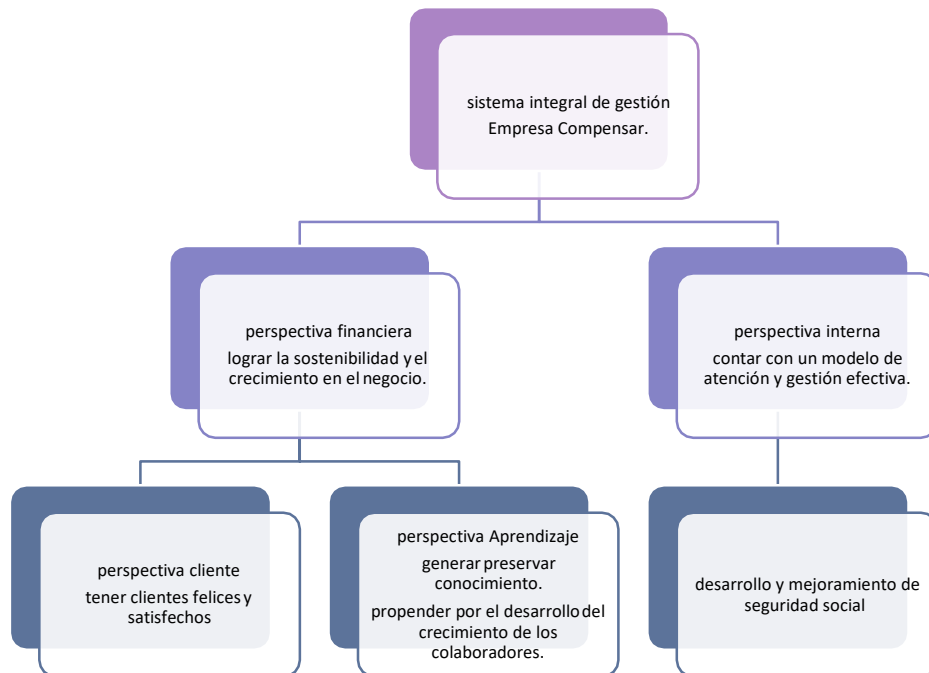 sistema integral de gestión
Empresa Compensar.
perspectiva financiera
lograr la sostenibilidad y el
crecimiento en el negocio.
perspectiva interna
contar con un modelo de
atención y gestión efectiva.
perspectiva cliente
tener clientes felices y
satisfechos
perspectiva Aprendizaje
generar preservar
conocimiento.
propender por el desarrollo del
crecimiento de los
colaboradores.
desarrollo y mejoramiento de
seguridad social